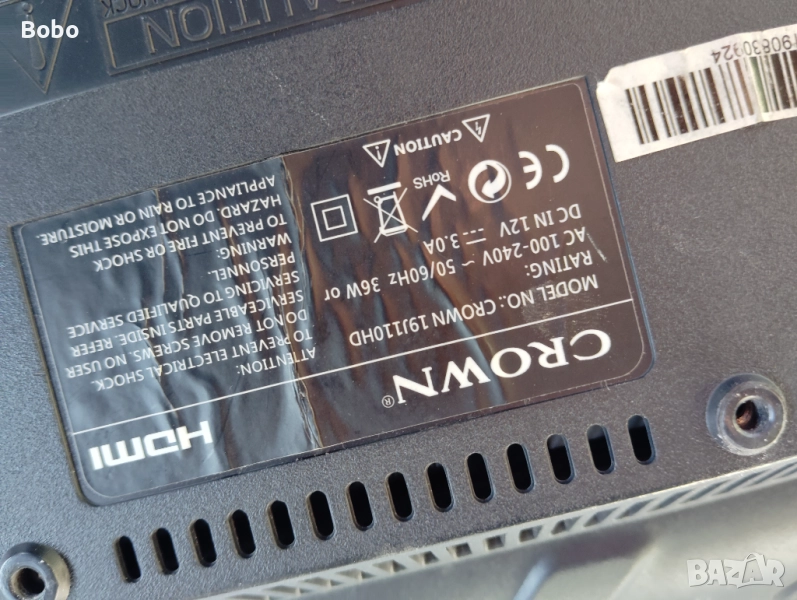 Bobo
CROWN®
HDMI
MODEL NO.: CROWN 19J110HD
RATING:
AC 100-240V ~ 50/60Hz 36W or
DC IN 12V ⎓ 3.0A
CE
RoHS
CAUTION
ATTENTION:
TO PREVENT ELECTRICAL SHOCK,
DO NOT REMOVE SCREWS. NO USER
SERVICEABLE PARTS INSIDE. REFER
SERVICING TO QUALIFIED SERVICE
PERSONNEL.
WARNING:
TO PREVENT FIRE OR SHOCK
HAZARD. DO NOT EXPOSE THIS
APPLIANCE TO RAIN OR MOISTURE.
CAUTION
SHOCK
790830924
BAZAR